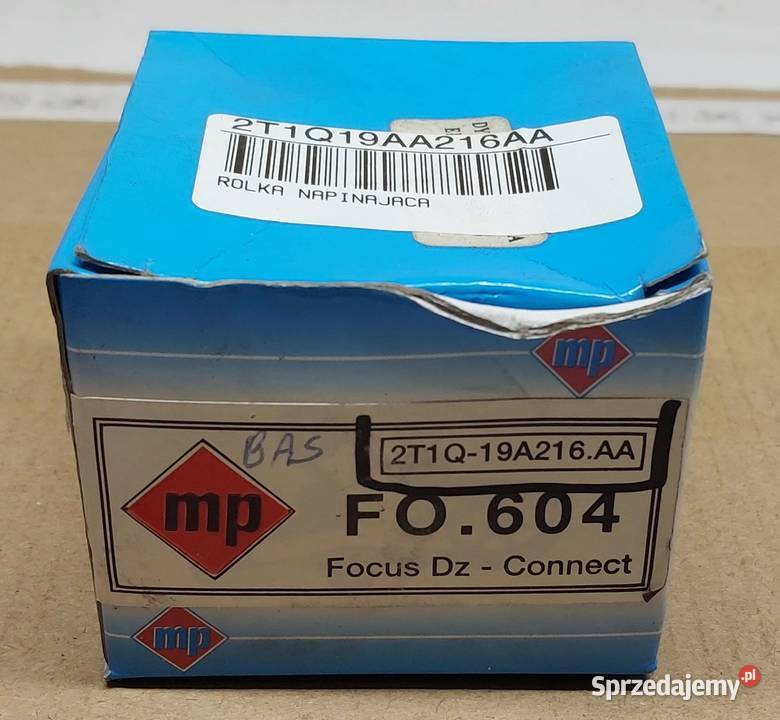 2T1Q19AA216AA
ROLKA NAPINAJACA
mp
BAS
2T1Q-19A216.AA
mp
FO.604
Focus Dz - Connect
mp
Sprzedajemy.pl